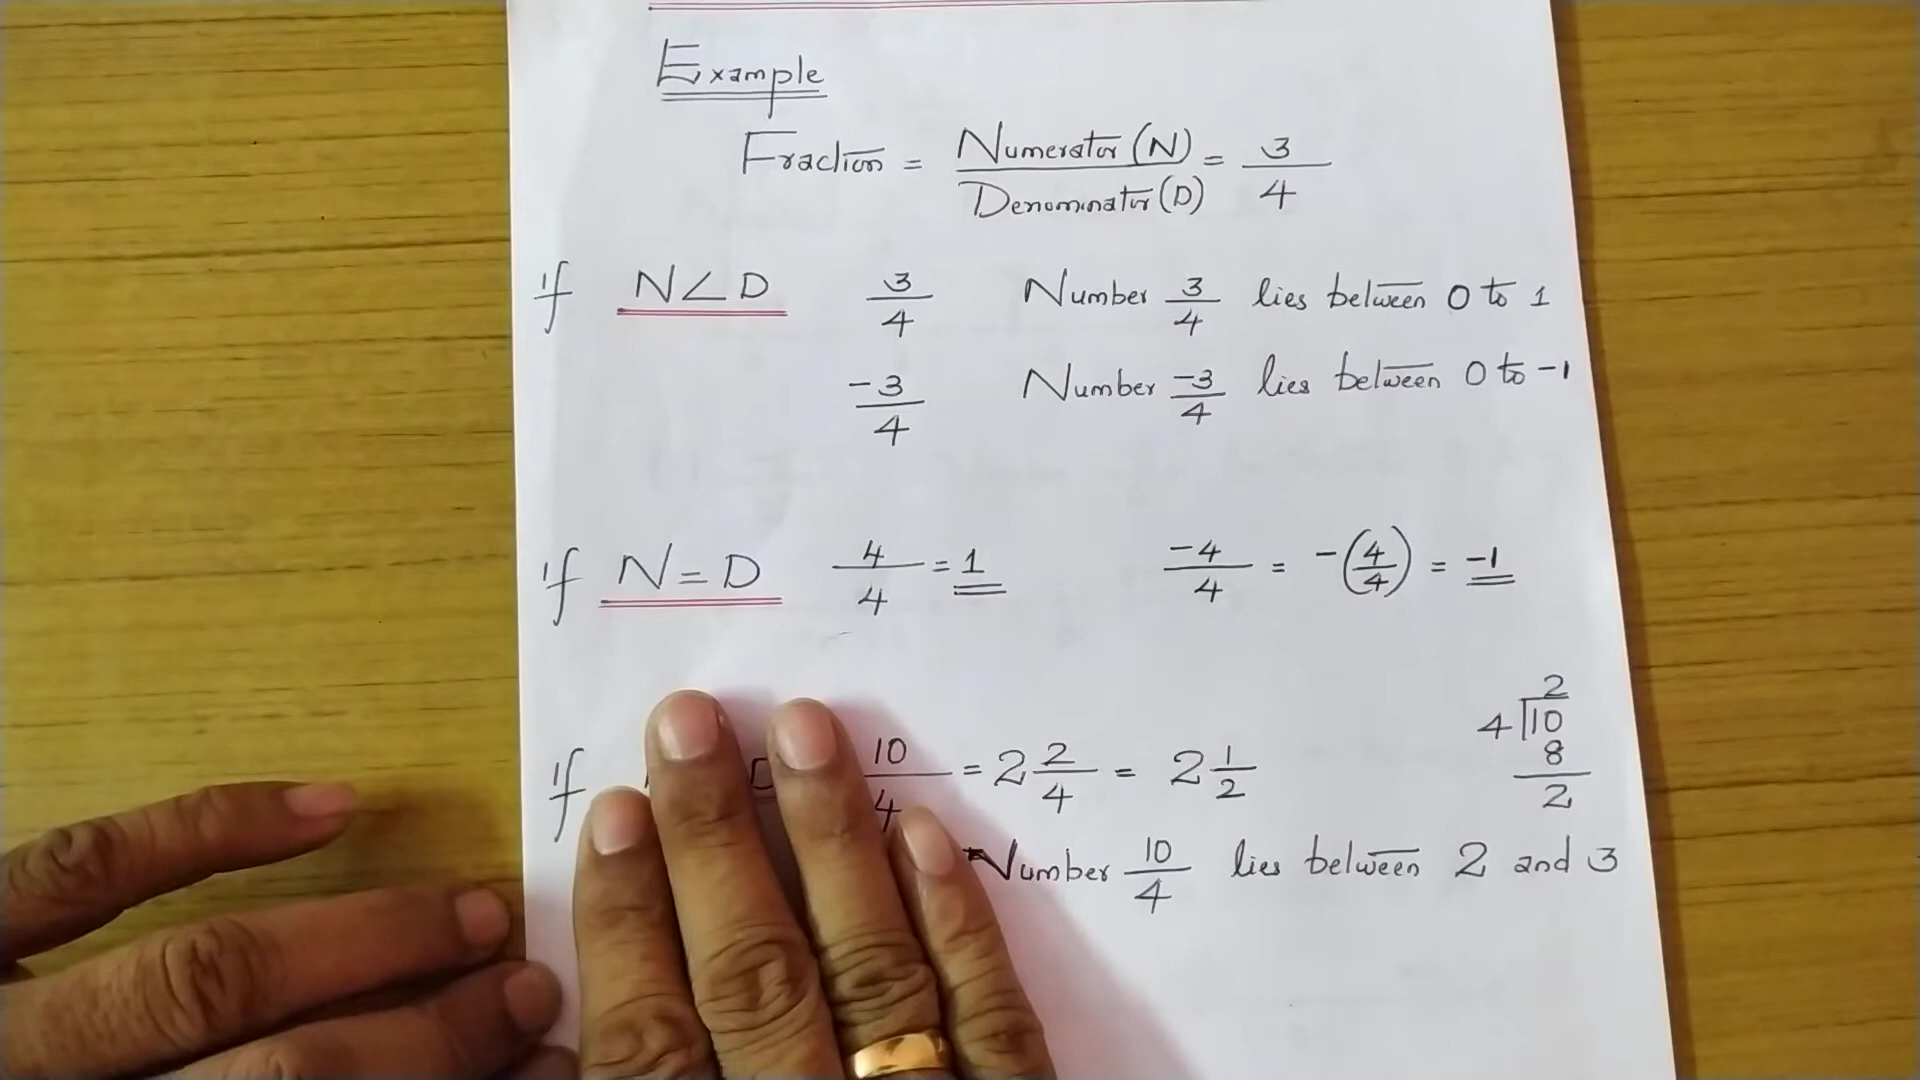 Example
Fraction = Numerator (N) / Denominator (D) = 3/4
if N<D 3/4 Number 3/4 lies between 0 to 1
-3/4 Number -3/4 lies between 0 to -1
if N=D 4/4 = 1 -4/4 = -(4/4) = -1
if D 10/4 = 2 2/4 = 2 1/2
2
4 10
8
2
Number 10/4 lies between 2 and 3